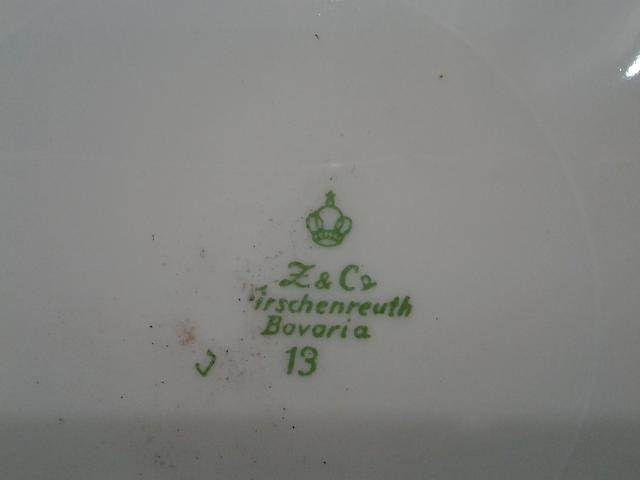 Z & Co
Tirschenreuth
Bavaria
J 13